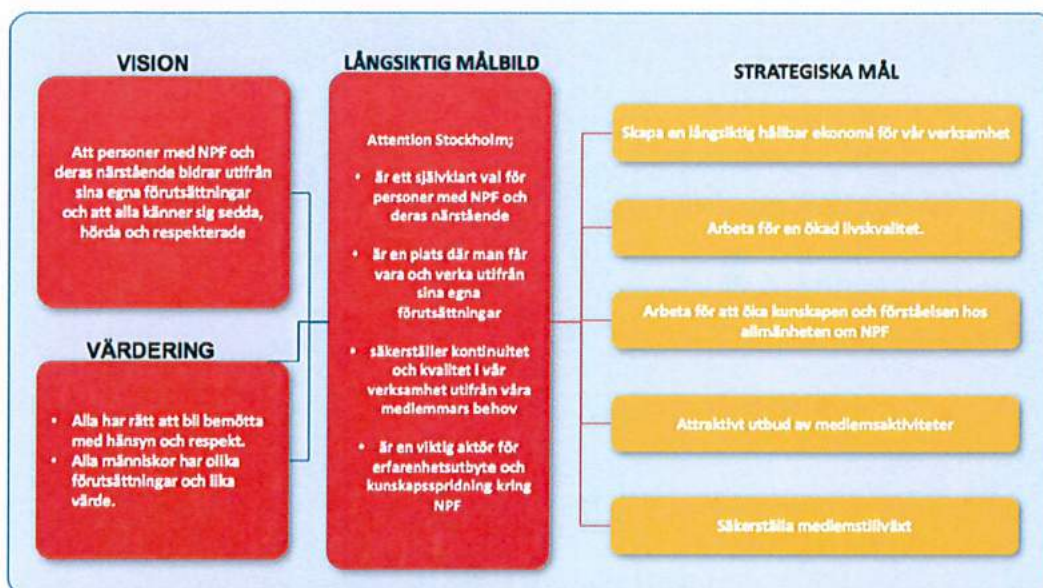 VISION
Att personer med NPF och
deras närstående bidrar utifrån
sina egna förutsättningar
och att alla känner sig sedda,
hörda och respekterade
VÄRDERING
• Alla har rätt att bli bemötta
med hänsyn och respekt.
• Alla människor har olika
förutsättningar och lika
värde.
LÅNGSIKTIG MÅLBILD
Attention Stockholm;
• är ett självklart val för
personer med NPF och
deras närstående
• är en plats där man får
vara och verka utifrån
sina egna
förutsättningar
• säkerställer kontinuitet
och kvalitet i vår
verksamhet utifrån våra
medlemmars behov
• är en viktig aktör för
erfarenhetsutbyte och
kunskapsspridning kring
NPF
STRATEGISKA MÅL
Skapa en långsiktig hållbar ekonomi för vår verksamhet
Arbeta för en ökad livskvalitet.
Arbeta för att öka kunskapen och förståelsen hos
allmänheten om NPF
Attraktivt utbud av medlemsaktiviteter
Säkerställa medlemstillväxt